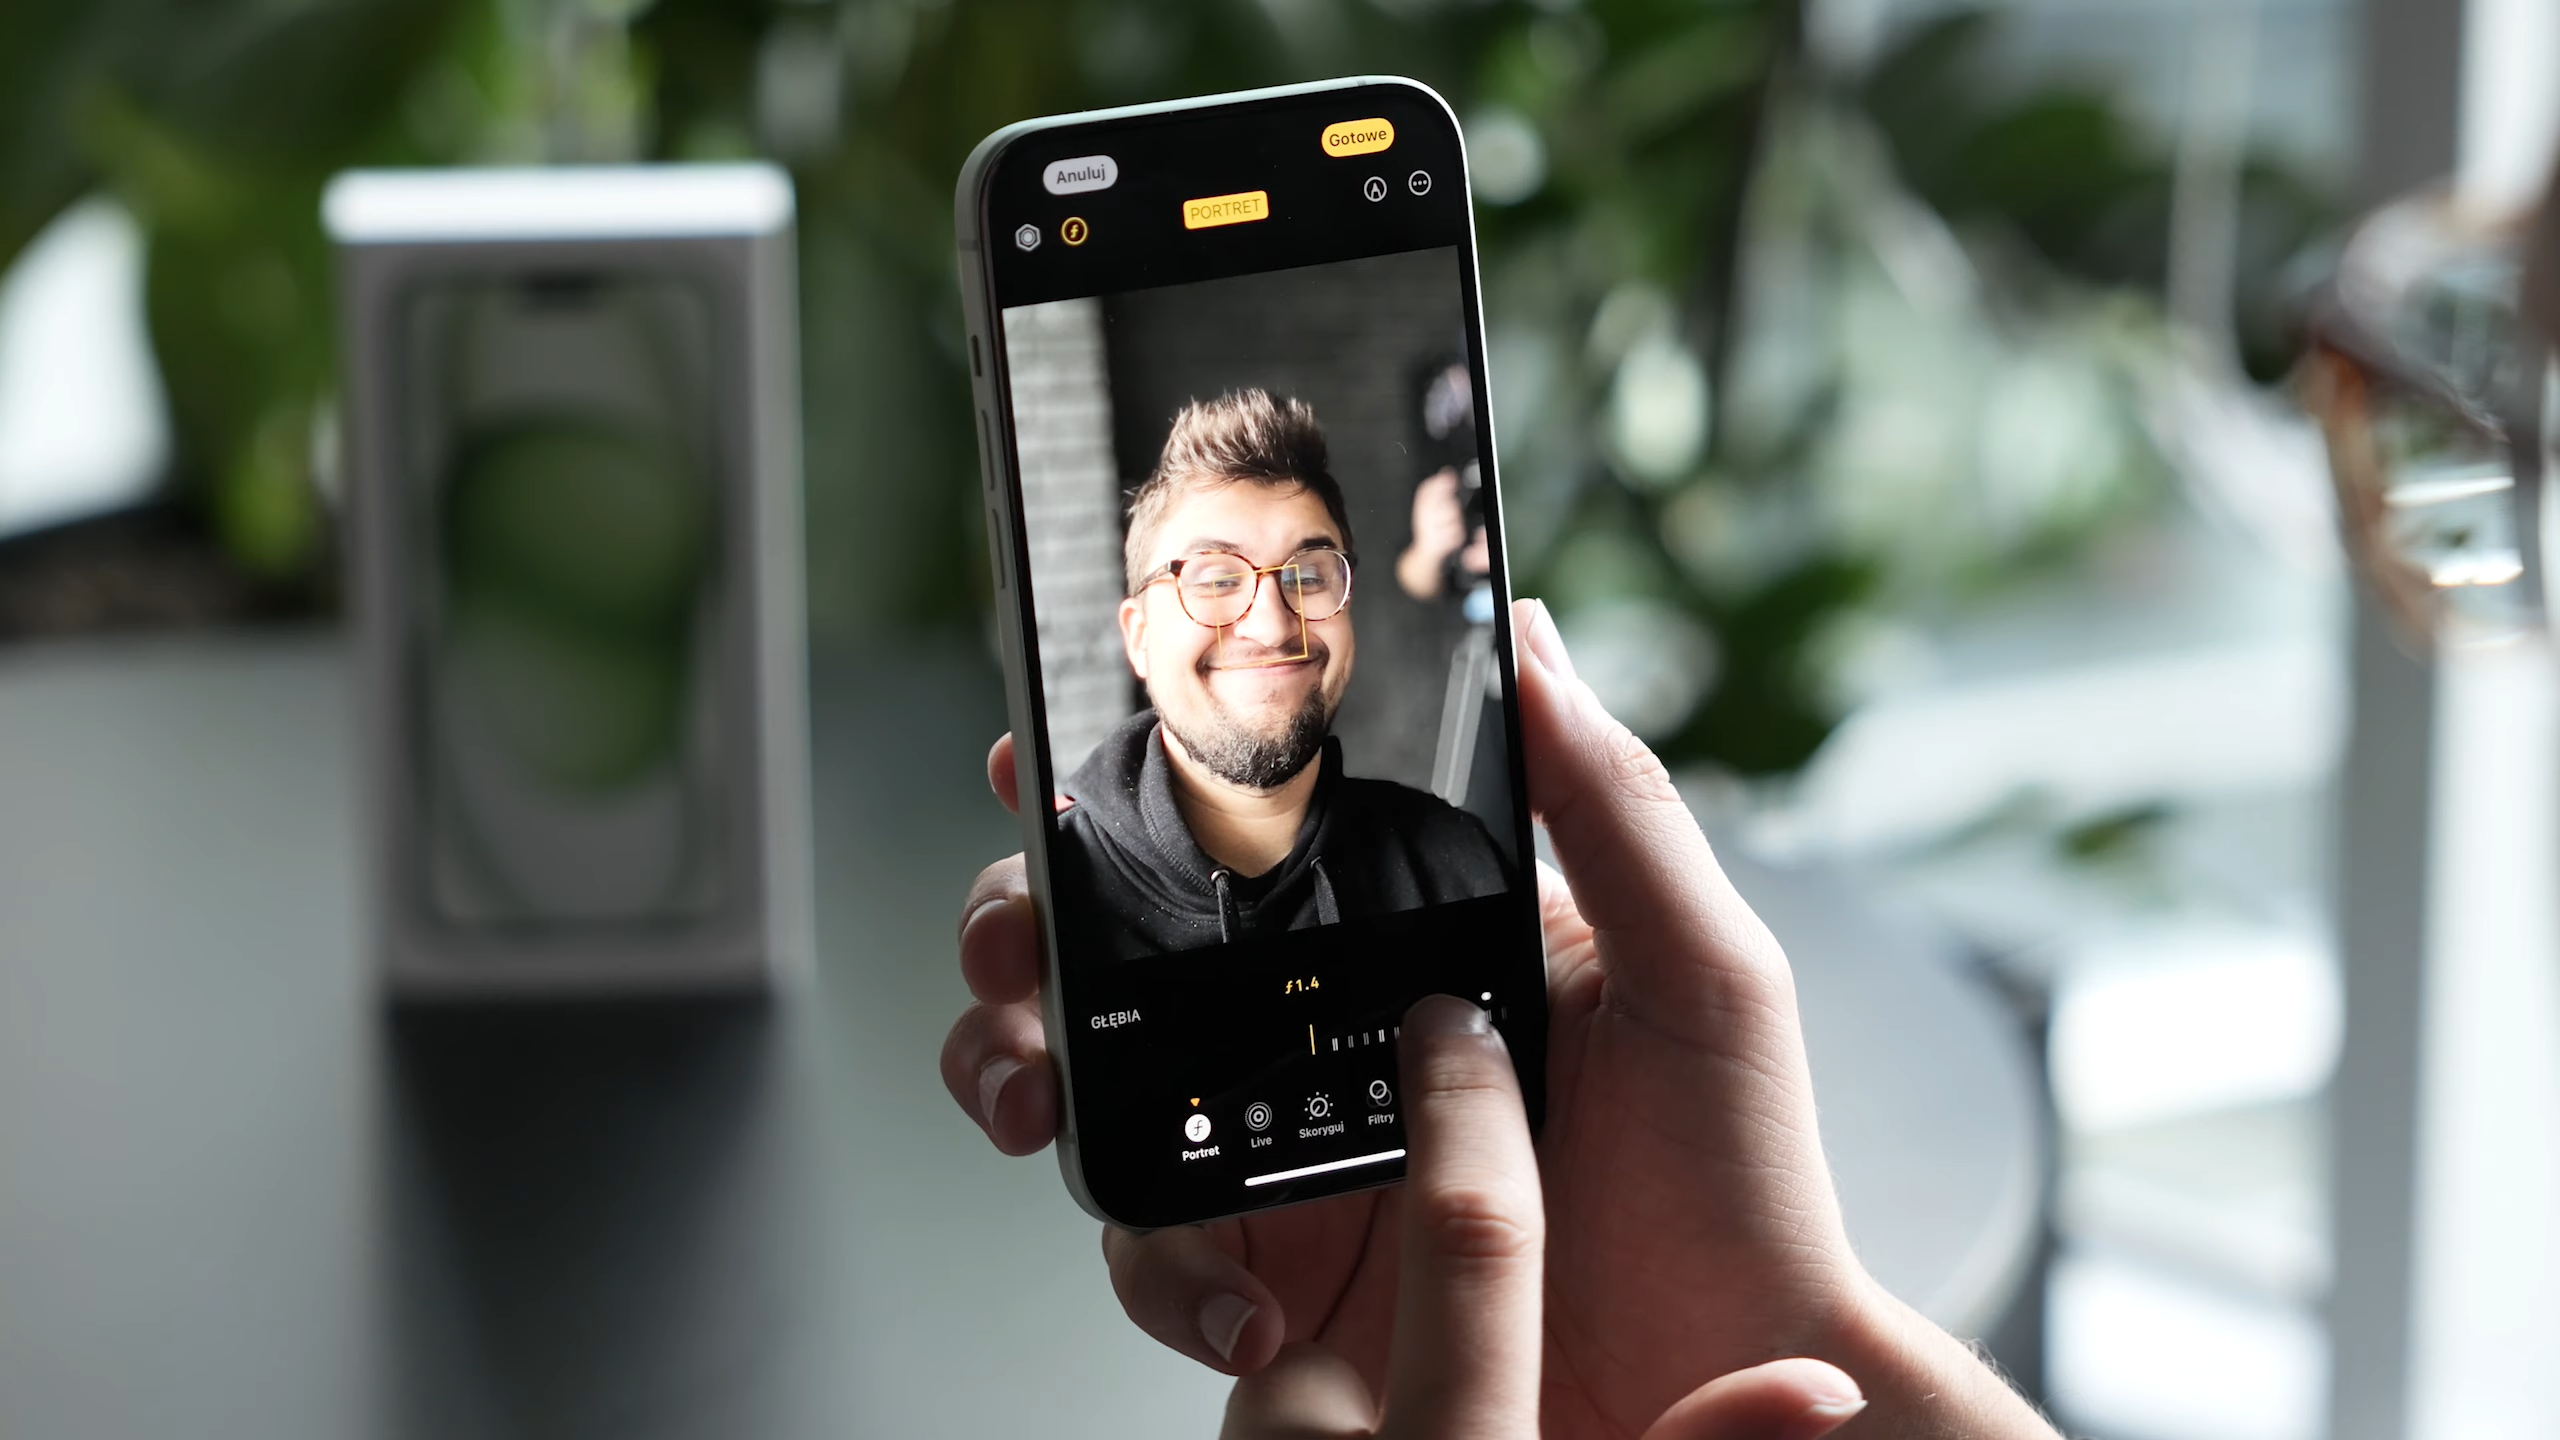 Anuluj
Gotowe
PORTRET
ƒ1.4
GŁĘBIA
Portret
Live
Skoryguj
Filtry